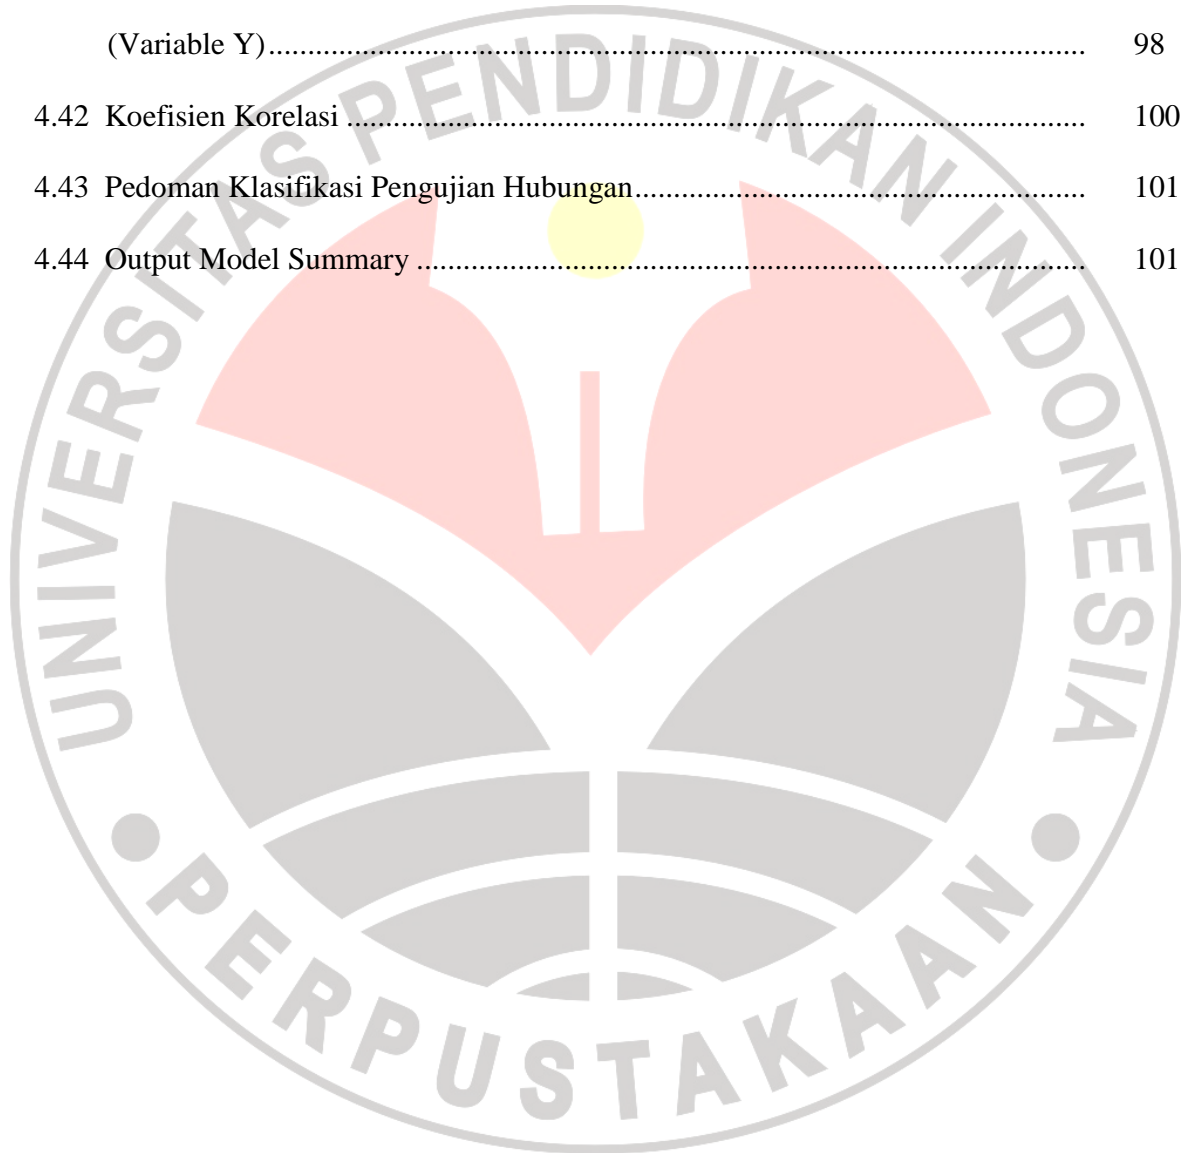 (Variable Y) ........................................................................................ 98
4.42 Koefisien Korelasi ............................................................................... 100
4.43 Pedoman Klasifikasi Pengujian Hubungan ................................................ 101
4.44 Output Model Summary ........................................................................ 101
UNIVERSITAS PENDIDIKAN INDONESIA
PERPUSTAKAAN